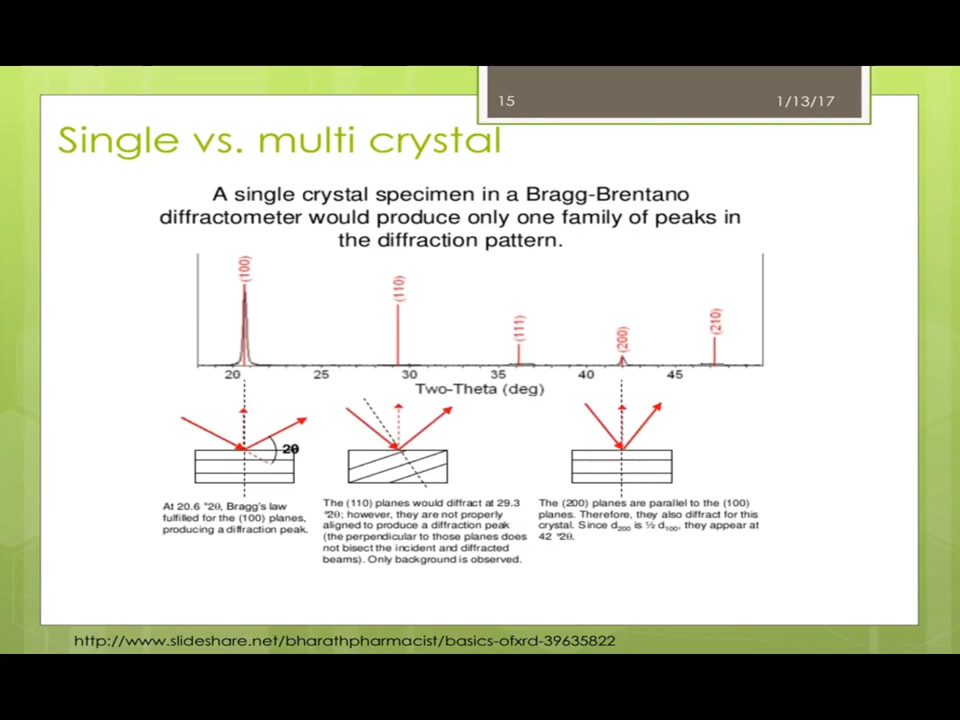 15 1/13/17
Single vs. multi crystal
A single crystal specimen in a Bragg-Brentano
diffractometer would produce only one family of peaks in
the diffraction pattern.
(100)
(110)
(111)
(200)
(210)
20 25 30 35 40 45
Two-Theta (deg)
2θ
At 20.6 °2θ, Bragg's law
fulfilled for the (100) planes,
producing a diffraction peak.
The (110) planes would diffract at 29.3
°2θ; however, they are not properly
aligned to produce a diffraction peak
(the perpendicular to those planes does
not bisect the incident and diffracted
beams). Only background is observed.
The (200) planes are parallel to the (100)
planes. Therefore, they also diffract for this
crystal. Since d200 is ½ d100, they appear at
42 °2θ.
http://www.slideshare.net/bharathpharmacist/basics-ofxrd-39635822